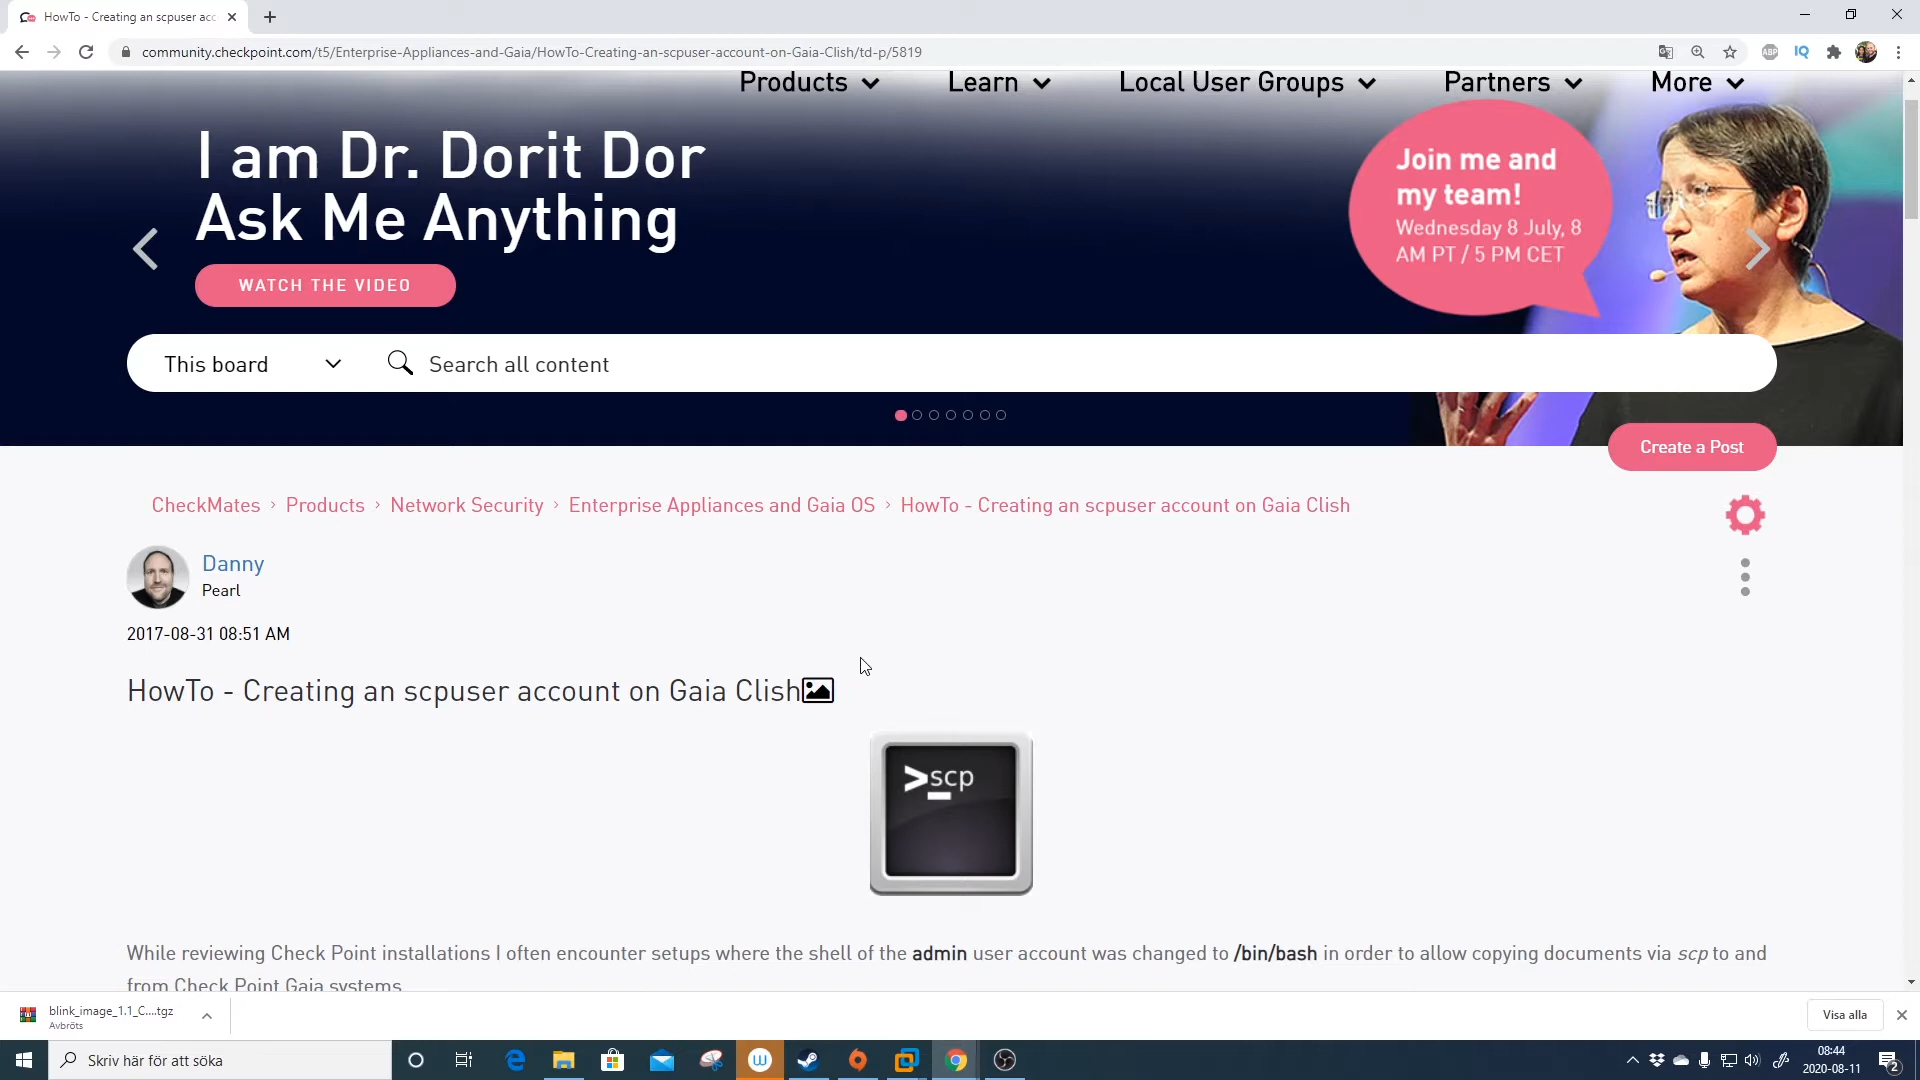 HowTo - Creating an scpuser acc
community.checkpoint.com/t5/Enterprise-Appliances-and-Gaia/HowTo-Creating-an-scpuser-account-on-Gaia-Clish/td-p/5819
ABP
IQ
Products
Learn
Local User Groups
Partners
More
I am Dr. Dorit Dor
Ask Me Anything
WATCH THE VIDEO
Join me and
my team!
Wednesday 8 July, 8
AM PT / 5 PM CET
This board
Search all content
Create a Post
CheckMates › Products › Network Security › Enterprise Appliances and Gaia OS › HowTo - Creating an scpuser account on Gaia Clish
Danny
Pearl
2017-08-31 08:51 AM
HowTo - Creating an scpuser account on Gaia Clish
>_scp
While reviewing Check Point installations I often encounter setups where the shell of the admin user account was changed to /bin/bash in order to allow copying documents via scp to and
from Check Point Gaia systems.
blink_image_1.1_C....tgz
Avbröts
Visa alla
Skriv här för att söka
W
08:44
2020-08-11
2